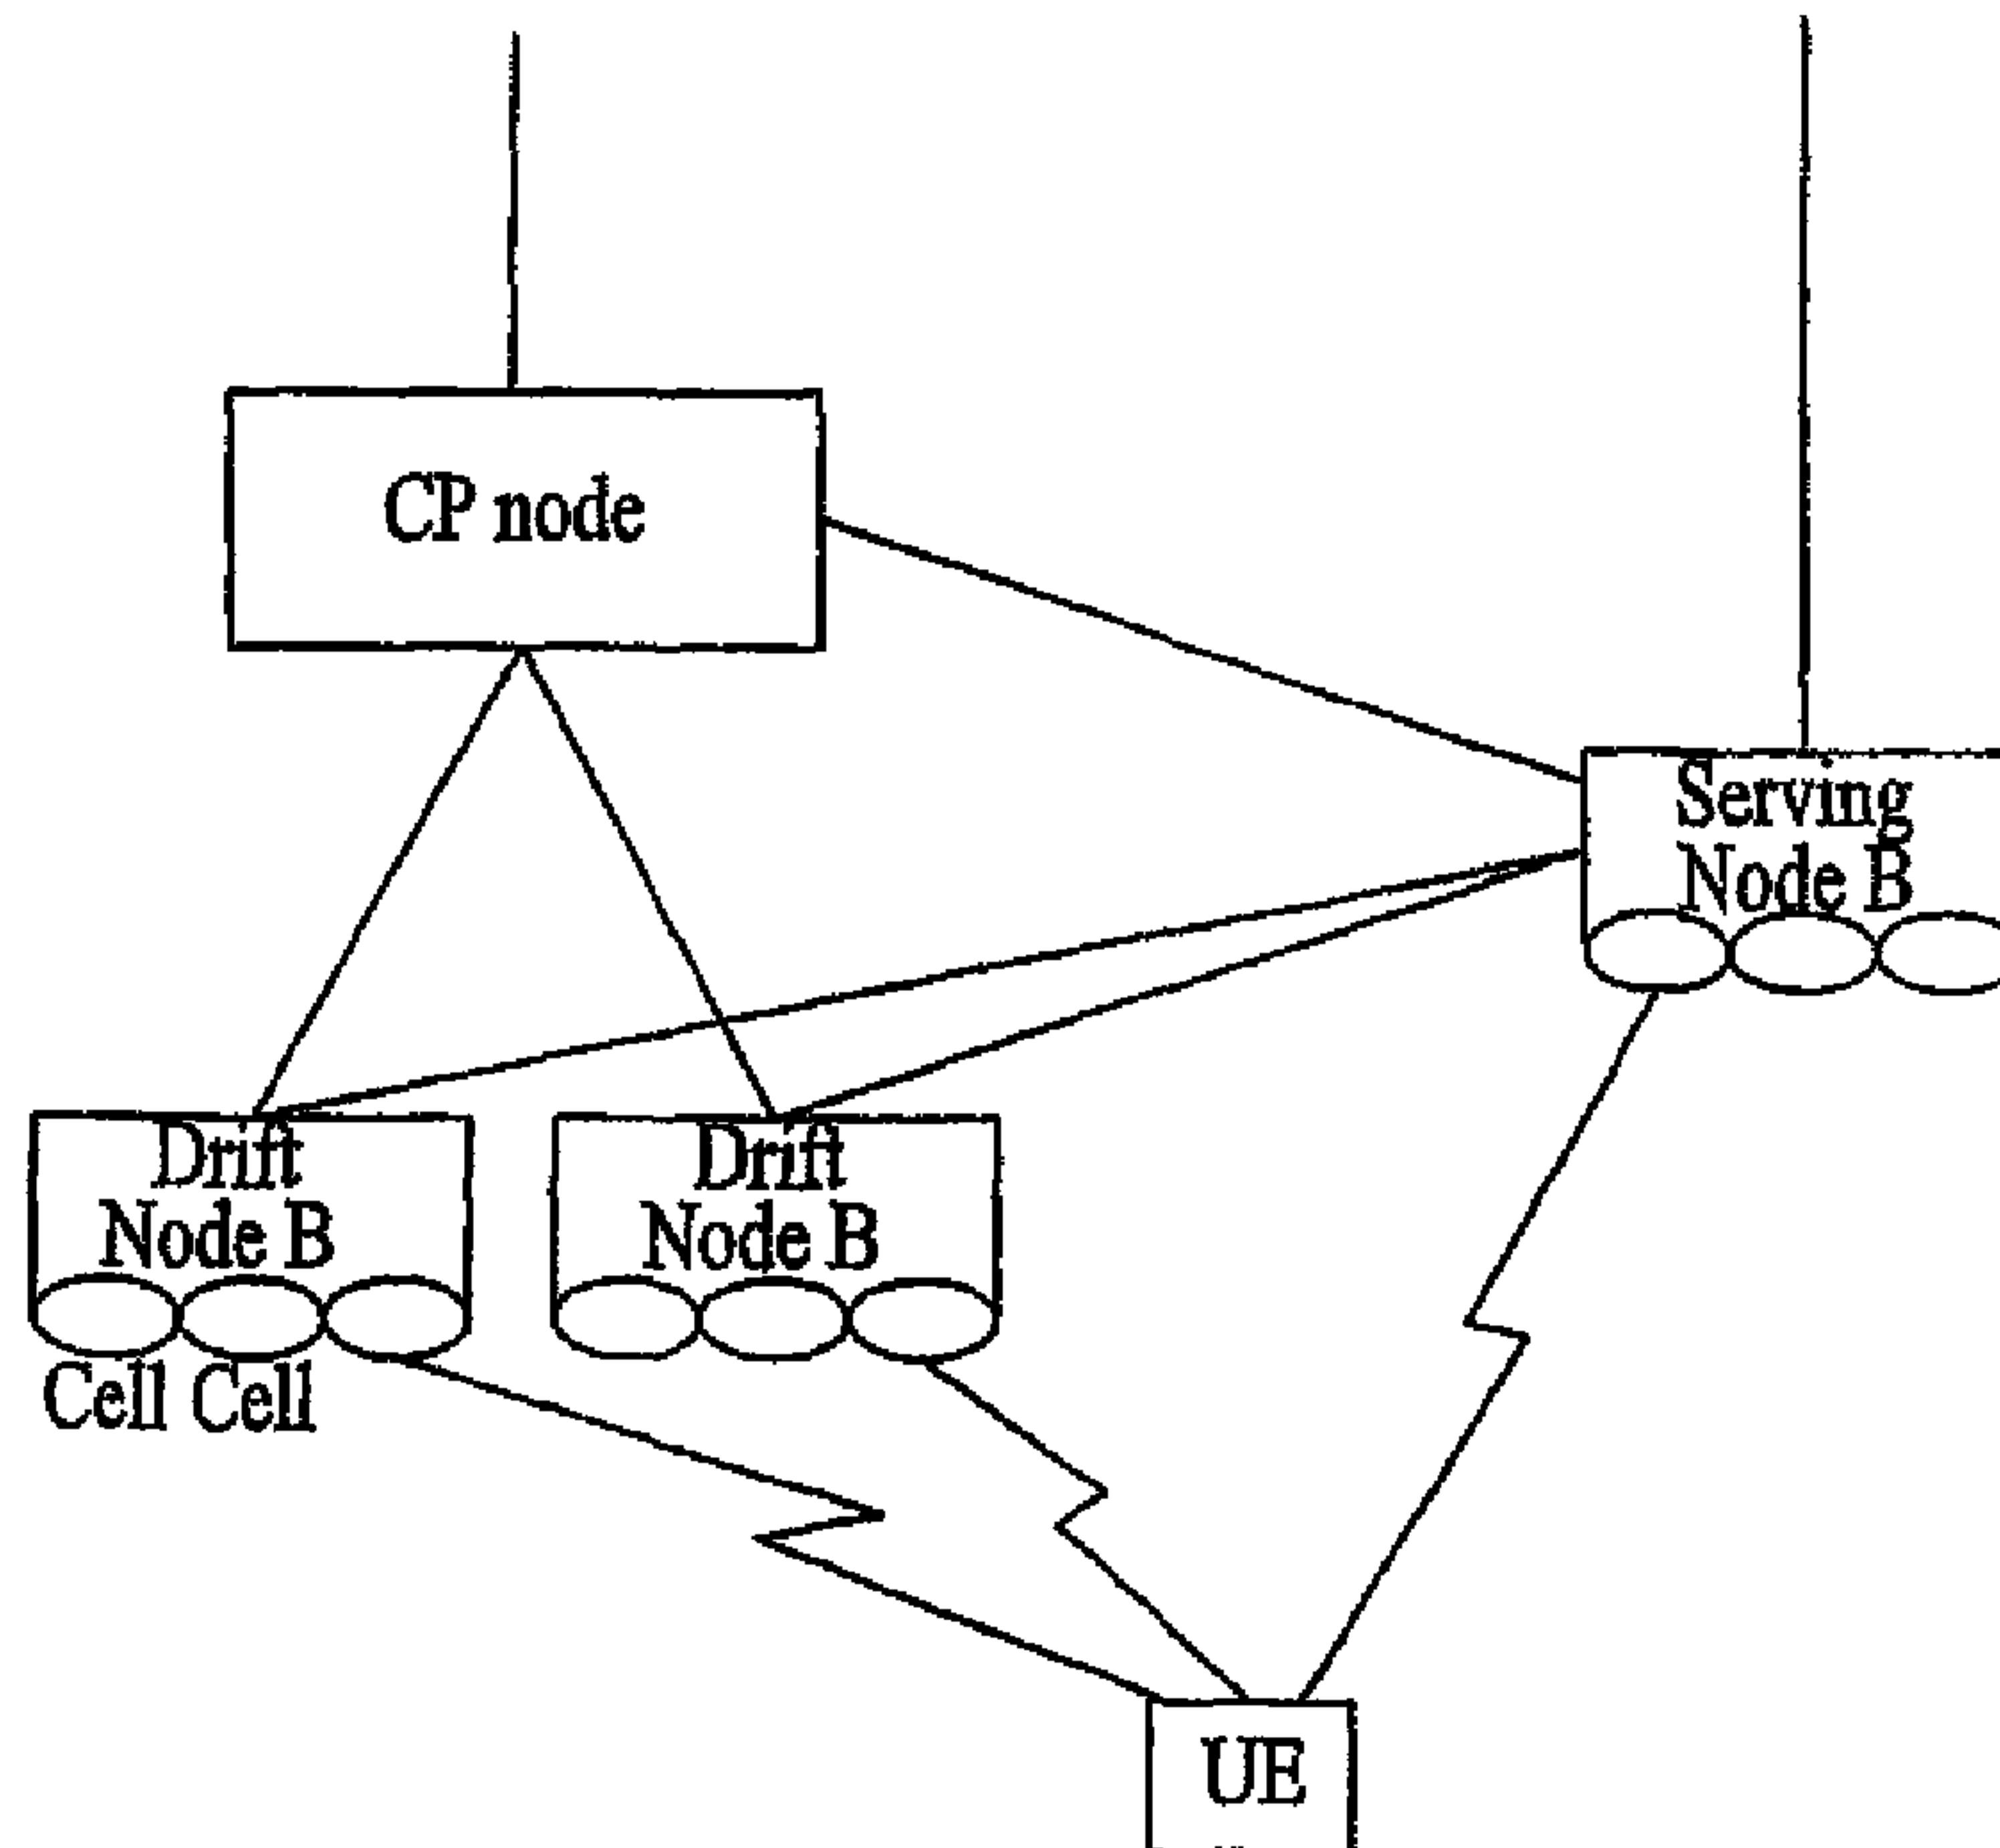 CP node
Serving
Node B
Drift
Node B
Drift
Node B
Cell Cell
UE